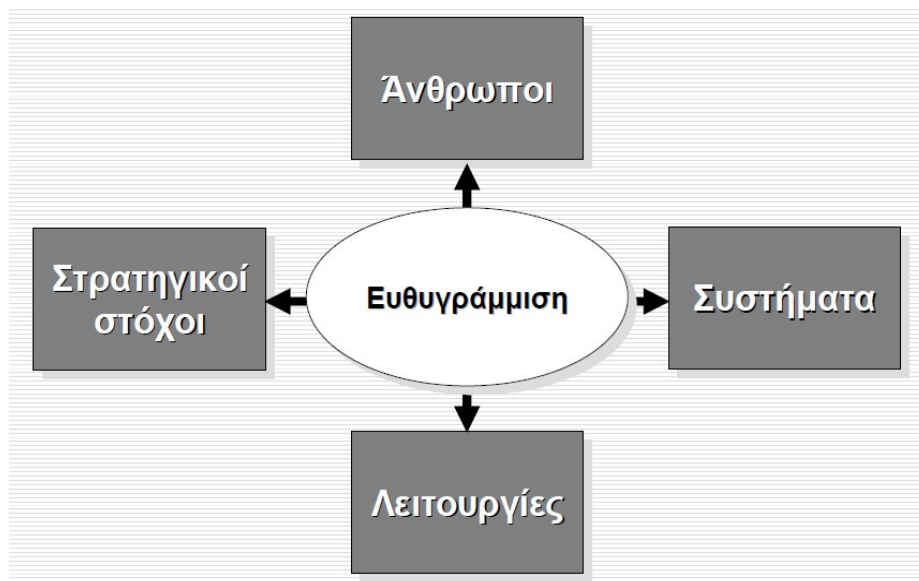 Άνθρωποι
Στρατηγικοί
στόχοι
Ευθυγράμμιση
Συστήματα
Λειτουργίες